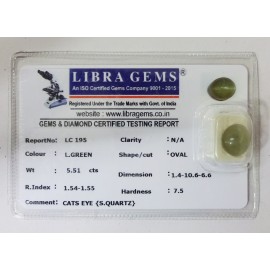 LIBRA GEMS®
An ISO Certified Gems Company 9001 - 2015
Registered Under the Trade Marks with Govt. of India
website : www.libragems.co.in
GEMS & DIAMOND CERTIFIED TESTING REPORT
ReportNo: LC 195 Clarity : N/A
Colour : L.GREEN Shape/cut : OVAL
Wt : 5.51 cts Dimension : 1.4-10.6-6.6
R.Index : 1.54-1.55 Hardness : 7.5
Comment: CATS EYE (S.QUARTZ)